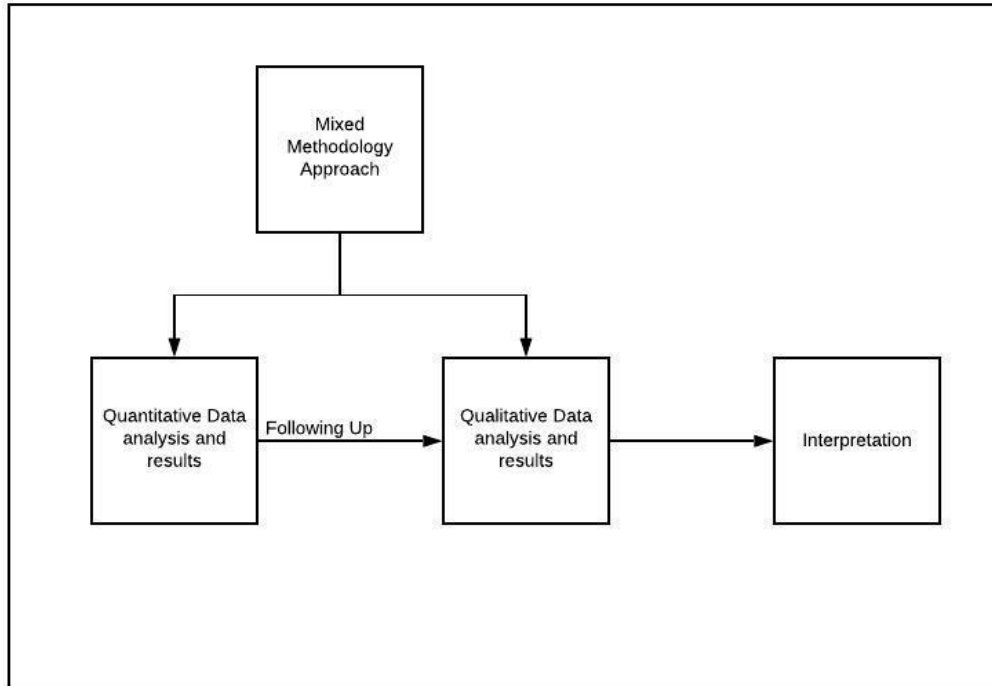 Mixed
Methodology
Approach
Quantitative Data
analysis and
results
Following Up
Qualitative Data
analysis and
results
Interpretation